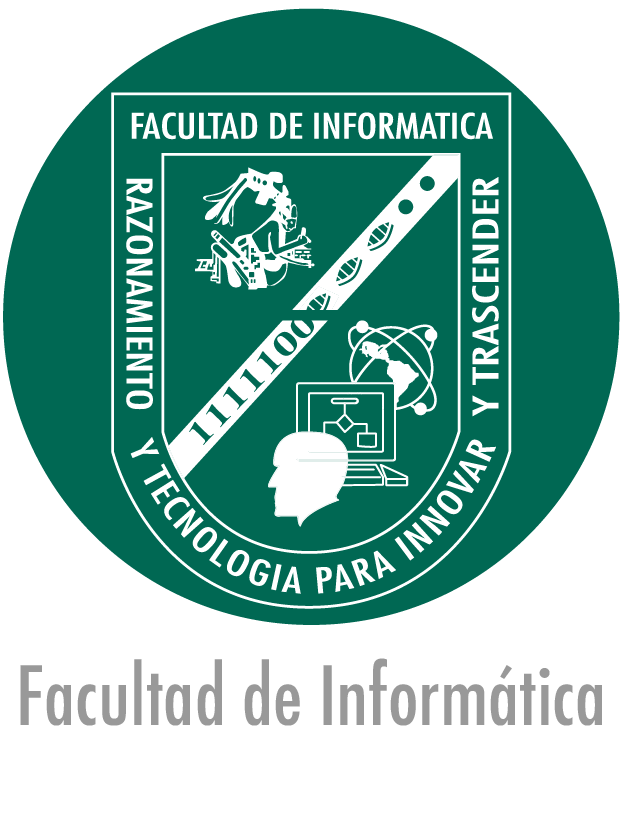 FACULTAD DE INFORMATICA
RAZONAMIENTO Y TECNOLOGIA PARA INNOVAR Y TRASCENDER
1111100
Facultad de Informática